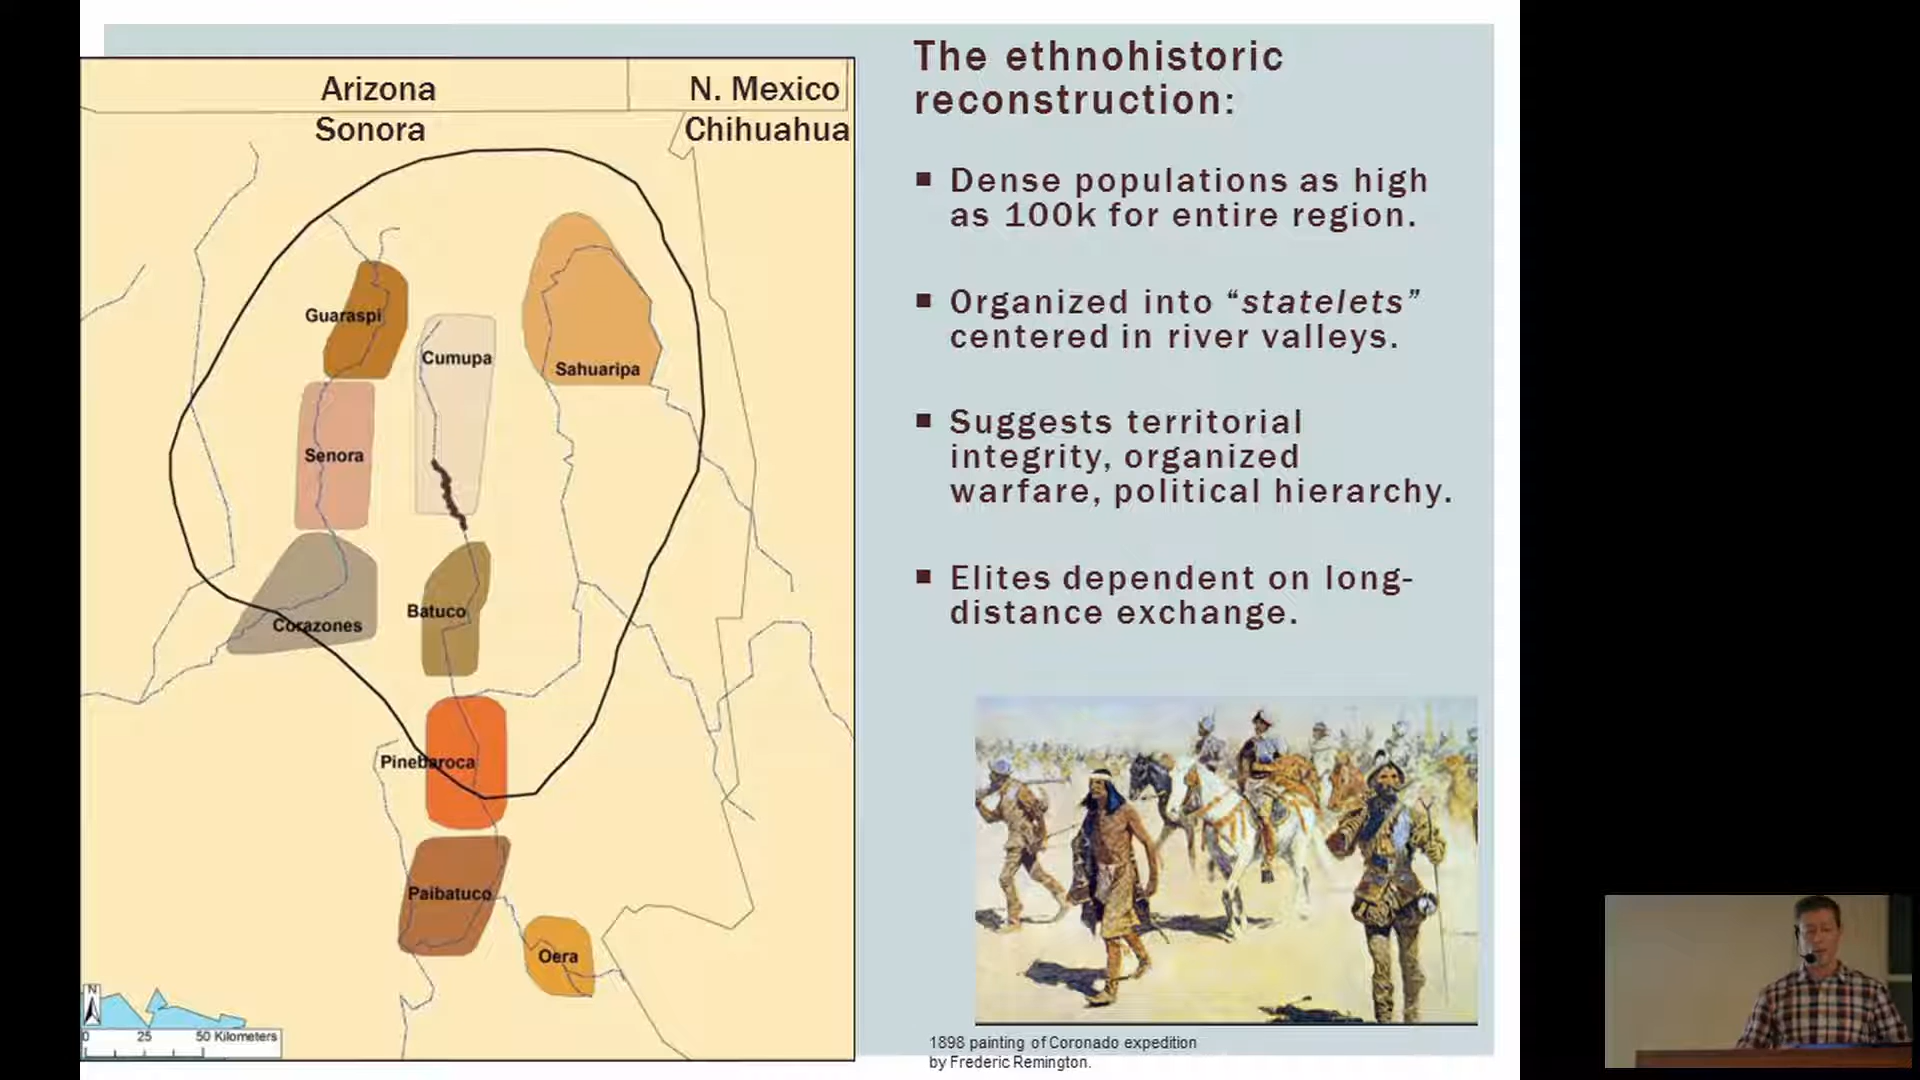 Arizona
N. Mexico
Sonora
Chihuahua
Guaraspi
Cumupa
Sahuaripa
Senora
Corazones
Batuco
Pinebaroca
Paibatuco
Oera
N
0 25 50 Kilometers
The ethnohistoric
reconstruction:
▪ Dense populations as high
as 100k for entire region.
▪ Organized into “statelets”
centered in river valleys.
▪ Suggests territorial
integrity, organized
warfare, political hierarchy.
▪ Elites dependent on long-
distance exchange.
1898 painting of Coronado expedition
by Frederic Remington.